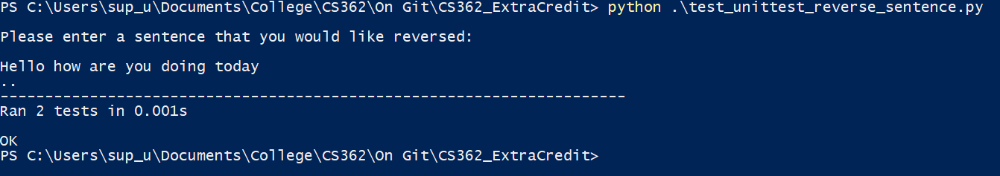 PS C:\Users\sup_u\Documents\College\CS362\On Git\CS362_ExtraCredit> python .\test_unittest_reverse_sentence.py
Please enter a sentence that you would like reversed:
Hello how are you doing today
..
----------------------------------------------------------------------
Ran 2 tests in 0.001s
OK
PS C:\Users\sup_u\Documents\College\CS362\On Git\CS362_ExtraCredit>